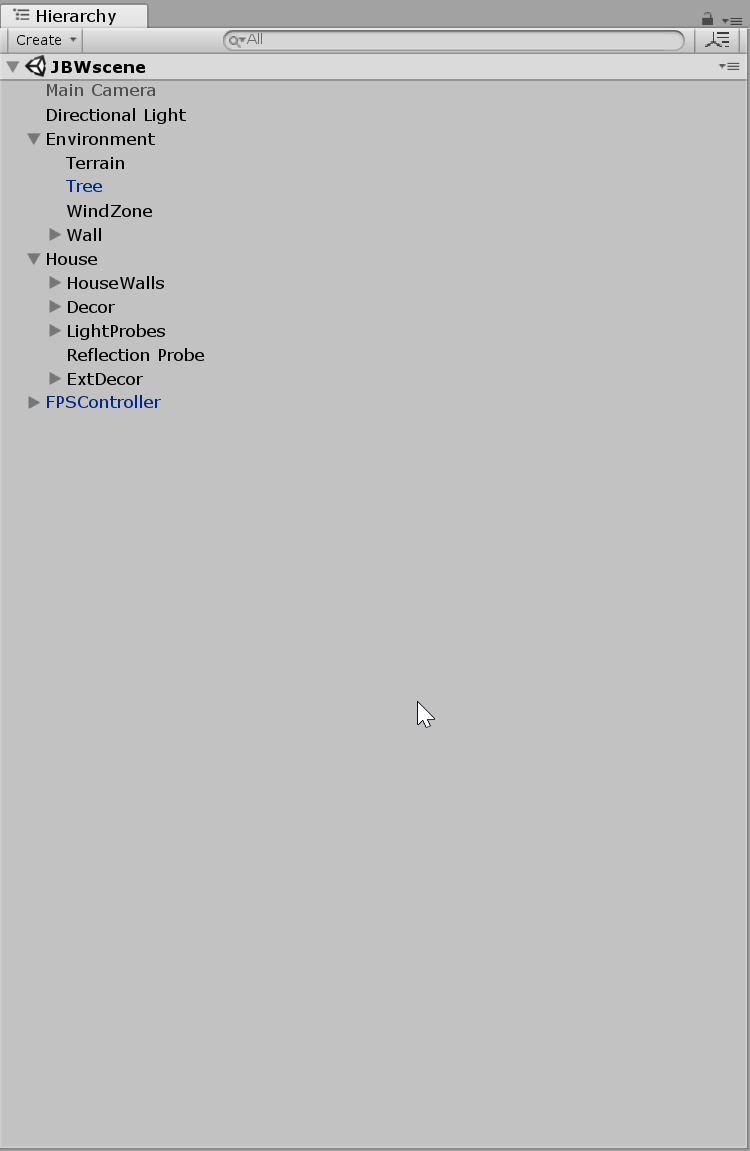 Hierarchy
Create All
JBWscene
Main Camera
Directional Light
Environment
Terrain
Tree
WindZone
Wall
House
HouseWalls
Decor
LightProbes
Reflection Probe
ExtDecor
FPSController